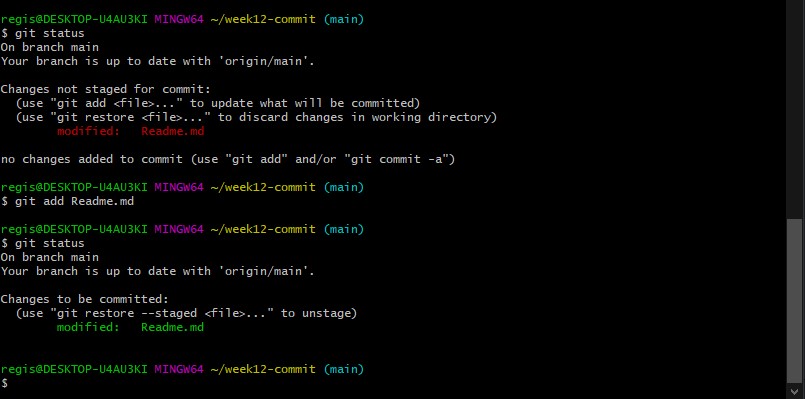 regis@DESKTOP-U4AU3KI MINGW64 ~/week12-commit (main)
$ git status
On branch main
Your branch is up to date with 'origin/main'.
Changes not staged for commit:
(use "git add <file>..." to update what will be committed)
(use "git restore <file>..." to discard changes in working directory)
modified: Readme.md
no changes added to commit (use "git add" and/or "git commit -a")
regis@DESKTOP-U4AU3KI MINGW64 ~/week12-commit (main)
$ git add Readme.md
regis@DESKTOP-U4AU3KI MINGW64 ~/week12-commit (main)
$ git status
On branch main
Your branch is up to date with 'origin/main'.
Changes to be committed:
(use "git restore --staged <file>..." to unstage)
modified: Readme.md
regis@DESKTOP-U4AU3KI MINGW64 ~/week12-commit (main)
$